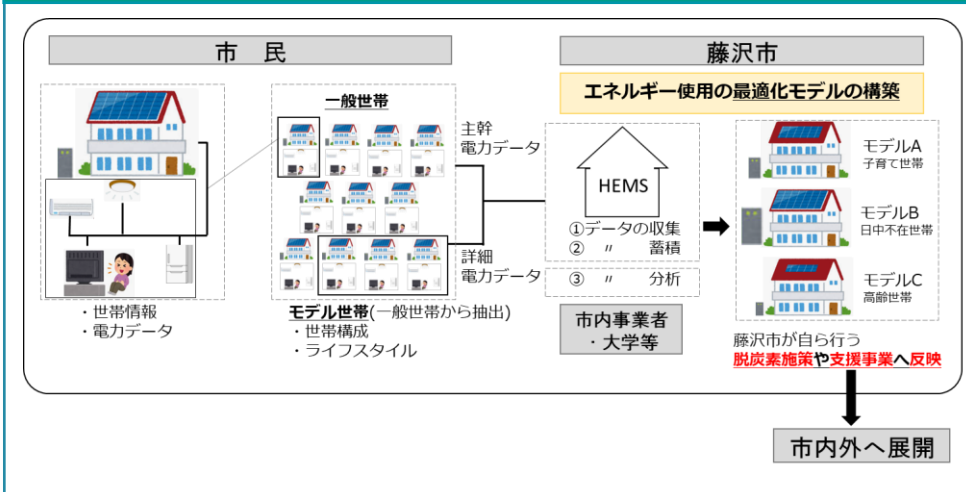 市　民
藤沢市
エネルギー使用の最適化モデルの構築
一般世帯
主幹
電力データ
詳細
電力データ
・世帯情報
・電力データ
モデル世帯(一般世帯から抽出)
・世帯構成
・ライフスタイル
HEMS
①データの収集
②　〃　蓄積
③　〃　分析
市内事業者
・大学等
モデルA
子育て世帯
モデルB
日中不在世帯
モデルC
高齢世帯
藤沢市が自ら行う
脱炭素施策や支援事業へ反映
市内外へ展開